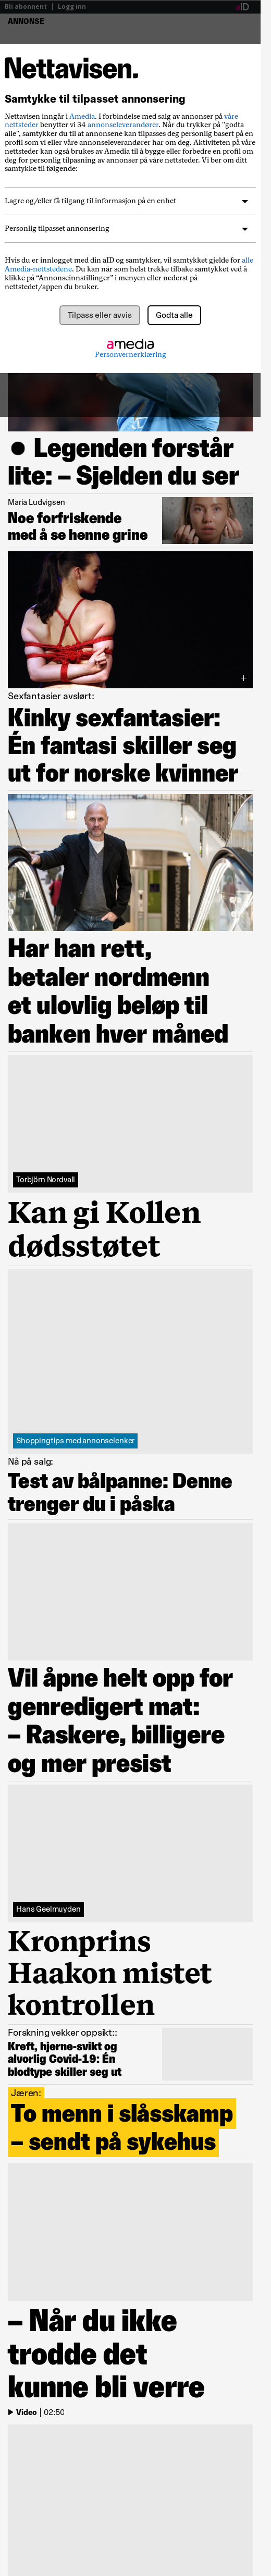 Bli abonnent | Logg inn
aID
ANNONSE
Nettavisen.
Samtykke til tilpasset annonsering
Nettavisen inngår i Amedia. I forbindelse med salg av annonser på våre
nettsteder benytter vi 34 annonseleverandører. Når du trykker på "godta
alle", samtykker du til at annonsene kan tilpasses deg personlig basert på en
profil som vi eller våre annonseleverandører har om deg. Aktiviteten på våre
nettsteder kan også brukes av Amedia til å bygge eller forbedre en profil om
deg for personlig tilpasning av annonser på våre nettsteder. Vi ber om ditt
samtykke til følgende:
Lagre og/eller få tilgang til informasjon på en enhet
Personlig tilpasset annonsering
Hvis du er innlogget med din aID og samtykker, vil samtykket gjelde for alle
Amedia-nettstedene. Du kan når som helst trekke tilbake samtykket ved å
klikke på “Annonseinnstillinger” i menyen eller nederst på
nettstedet/appen du bruker.
Tilpass eller avvis
Godta alle
amedia
Personvernerklæring
● Legenden forstår
lite: – Sjelden du ser
Maria Ludvigsen
Noe forfriskende
med å se henne grine
Sexfantasier avslørt:
Kinky sexfantasier:
Én fantasi skiller seg
ut for norske kvinner
Har han rett,
betaler nordmenn
et ulovlig beløp til
banken hver måned
Torbjörn Nordvall
Kan gi Kollen
dødsstøtet
Shoppingtips med annonselenker
Nå på salg:
Test av bålpanne: Denne
trenger du i påska
Vil åpne helt opp for
genredigert mat:
– Raskere, billigere
og mer presist
Hans Geelmuyden
Kronprins
Haakon mistet
kontrollen
Forskning vekker oppsikt::
Kreft, hjerne-svikt og
alvorlig Covid-19: Én
blodtype skiller seg ut
Jæren:
To menn i slåsskamp
– sendt på sykehus
– Når du ikke
trodde det
kunne bli verre
Video | 02:50